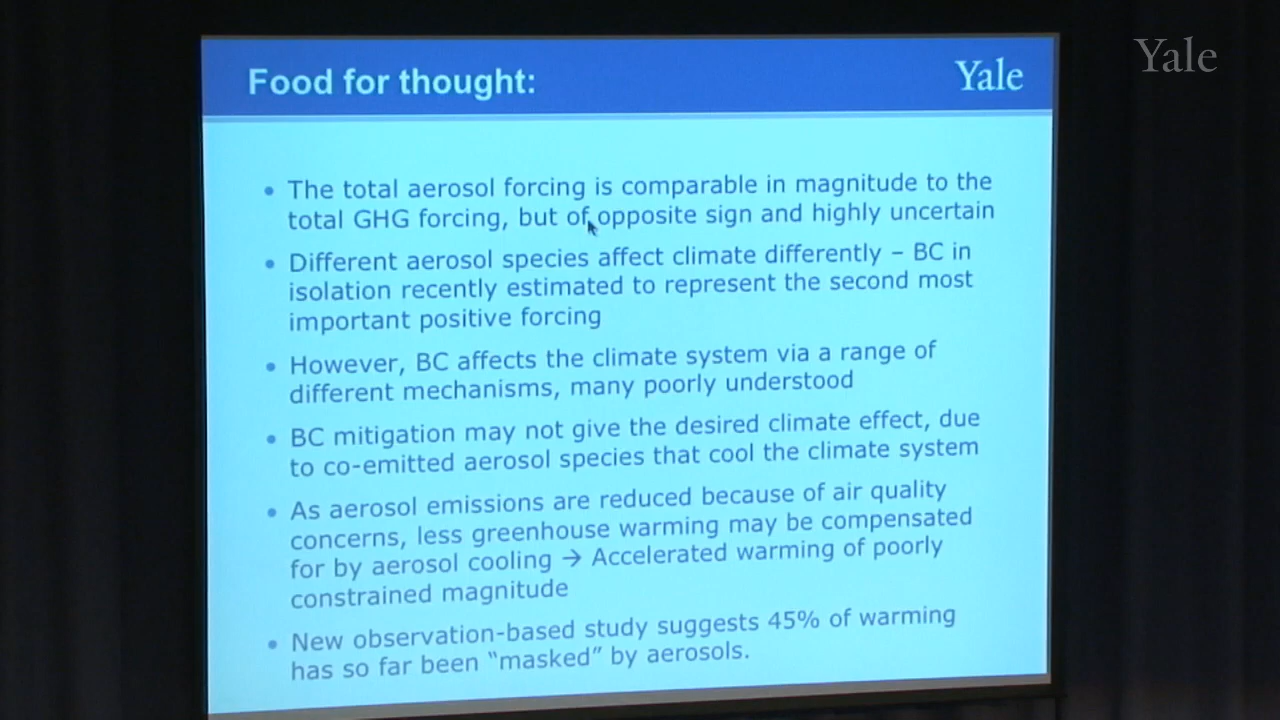 Yale
Food for thought:
Yale
• The total aerosol forcing is comparable in magnitude to the
total GHG forcing, but of opposite sign and highly uncertain
• Different aerosol species affect climate differently – BC in
isolation recently estimated to represent the second most
important positive forcing
• However, BC affects the climate system via a range of
different mechanisms, many poorly understood
• BC mitigation may not give the desired climate effect, due
to co-emitted aerosol species that cool the climate system
• As aerosol emissions are reduced because of air quality
concerns, less greenhouse warming may be compensated
for by aerosol cooling → Accelerated warming of poorly
constrained magnitude
• New observation-based study suggests 45% of warming
has so far been “masked” by aerosols.